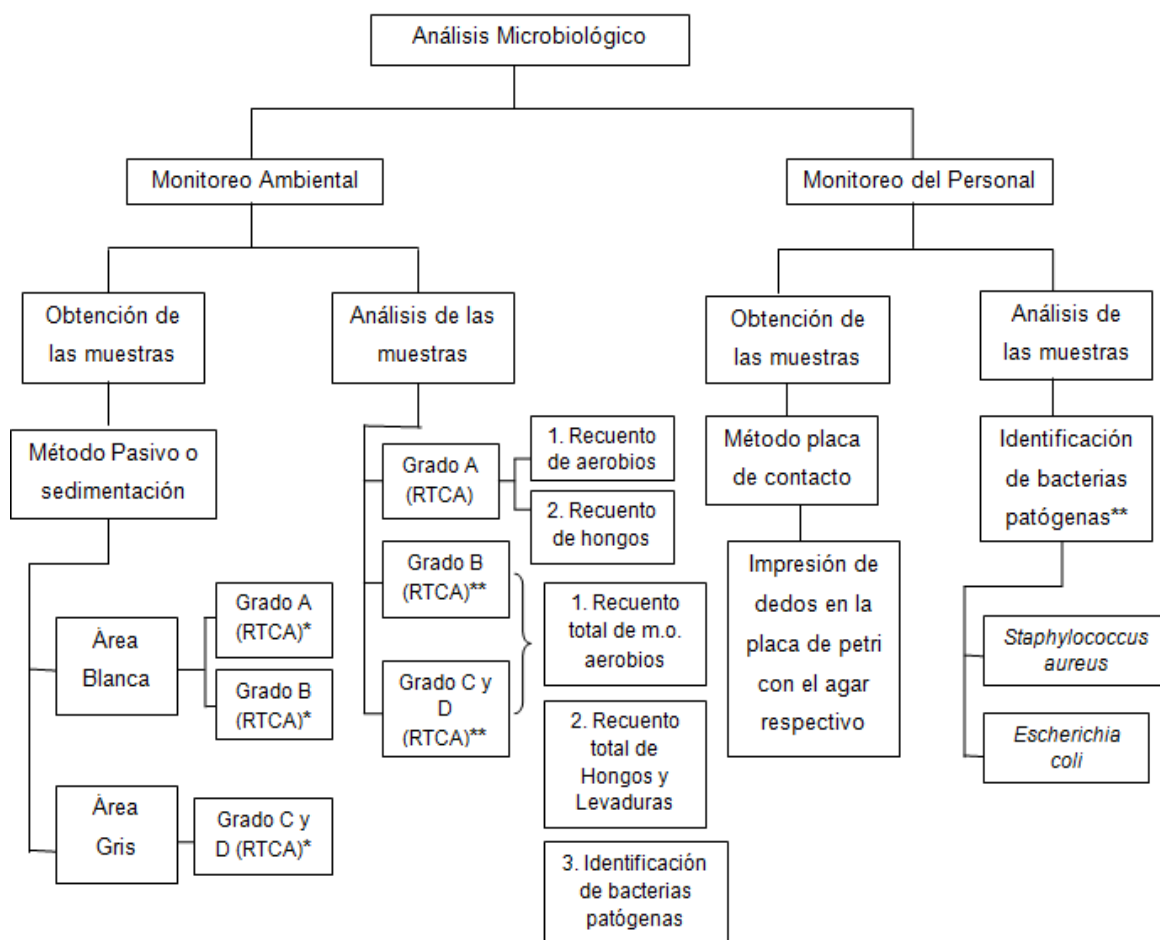 Análisis Microbiológico
Monitoreo Ambiental
Monitoreo del Personal
Obtención de
las muestras
Análisis de las
muestras
Obtención de
las muestras
Análisis de
las muestras
Método Pasivo o
sedimentación
Grado A
(RTCA)
1. Recuento
de aerobios
2. Recuento
de hongos
Método placa
de contacto
Identificación
de bacterias
patógenas**
Grado B
(RTCA)**
Grado C y
D
(RTCA)**
1. Recuento
total de m.o.
aerobios
2. Recuento
total de
Hongos y
Levaduras
3. Identificación
de bacterias
patógenas
Impresión de
dedos en la
placa de petri
con el agar
respectivo
Staphylococcus
aureus
Escherichia
coli
Área
Blanca
Grado A
(RTCA)*
Grado B
(RTCA)*
Área
Gris
Grado C y
D (RTCA)*